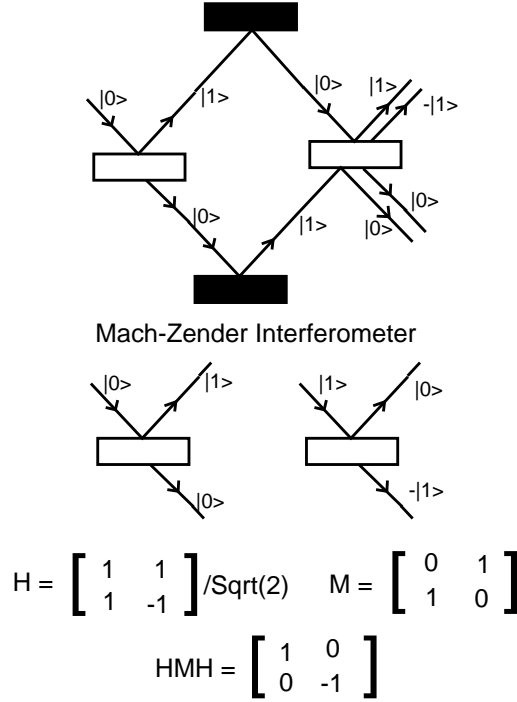 |0> |1> |0> |1> -|1>
|0> |1> |0> |0>
Mach-Zender Interferometer
|0> |1> |1> |0>
|0> -|1>
H = [ 1 1 ; 1 -1 ] /Sqrt(2) M = [ 0 1 ; 1 0 ]
HMH = [ 1 0 ; 0 -1 ]